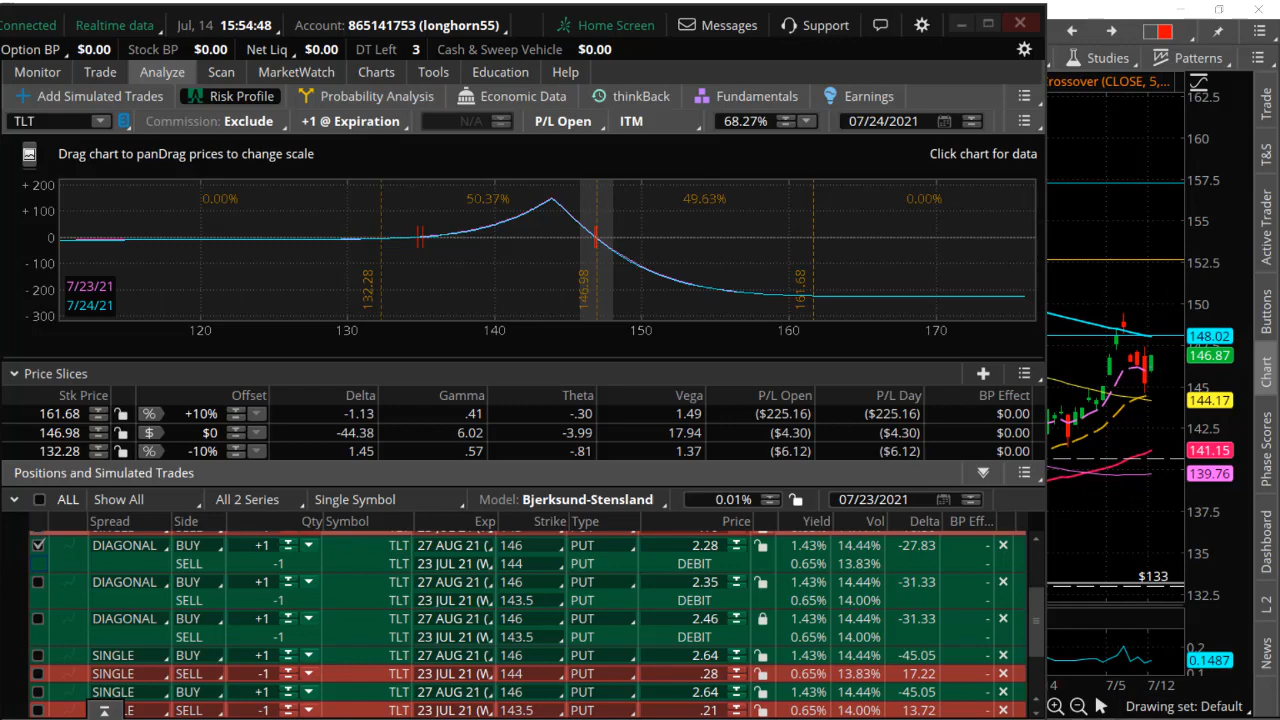 Connected Realtime data Jul, 14 15:54:48 Account: 865141753 (longhorn55) Home Screen Messages Support
Option BP $0.00 Stock BP $0.00 Net Liq $0.00 DT Left 3 Cash & Sweep Vehicle $0.00
Monitor Trade Analyze Scan MarketWatch Charts Tools Education Help
Studies Patterns
Add Simulated Trades Risk Profile Probability Analysis Economic Data thinkBack Fundamentals Earnings
rossover (CLOSE, 5,...
TLT Commission: Exclude +1 @ Expiration N/A P/L Open ITM 68.27% 07/24/2021
Drag chart to panDrag prices to change scale Click chart for data
+ 200
+ 100
0
- 100
- 200
- 300
0.00% 50.37% 49.63% 0.00%
132.28 146.98 161.68
7/23/21
7/24/21
120 130 140 150 160 170
Price Slices
Stk Price Offset Delta Gamma Theta Vega P/L Open P/L Day BP Effect
161.68 % +10% -1.13 .41 -.30 1.49 ($225.16) ($225.16) $0.00
146.98 $ $0 -44.38 6.02 -3.99 17.94 ($4.30) ($4.30) $0.00
132.28 % -10% 1.45 .57 -.81 1.37 ($6.12) ($6.12) $0.00
Positions and Simulated Trades
ALL Show All All 2 Series Single Symbol Model: Bjerksund-Stensland 0.01% 07/23/2021
Spread Side Qty Symbol Exp Strike Type Price Yield Vol Delta BP Eff...
DIAGONAL BUY +1 TLT 27 AUG 21 ( 146 PUT 2.28 1.43% 14.44% -27.83 -
SELL -1 TLT 23 JUL 21 (W 144 PUT DEBIT 0.65% 13.83%
DIAGONAL BUY +1 TLT 27 AUG 21 ( 146 PUT 2.35 1.43% 14.44% -31.33 -
SELL -1 TLT 23 JUL 21 (W 143.5 PUT DEBIT 0.65% 14.00%
DIAGONAL BUY +1 TLT 27 AUG 21 ( 146 PUT 2.46 1.43% 14.44% -31.33 -
SELL -1 TLT 23 JUL 21 (W 143.5 PUT DEBIT 0.65% 14.00%
SINGLE BUY +1 TLT 27 AUG 21 ( 146 PUT 2.64 1.43% 14.44% -45.05 -
SINGLE SELL -1 TLT 23 JUL 21 (W 144 PUT .28 0.65% 13.83% 17.22 -
SINGLE BUY +1 TLT 27 AUG 21 ( 146 PUT 2.64 1.43% 14.44% -45.05 -
LE SELL -1 TLT 23 JUL 21 (W 143.5 PUT .21 0.65% 14.00% 13.72 -
162.5
160
157.5
155
152.5
150
148.02
146.87
145
144.17
142.5
141.15
139.76
137.5
135
$133
132.5
0.2
0.1487
0.1
4 7/5 7/12
Drawing set: Default
Trade
T&S
Active Trader
Buttons
Chart
Phase Scores
Dashboard
L 2
News